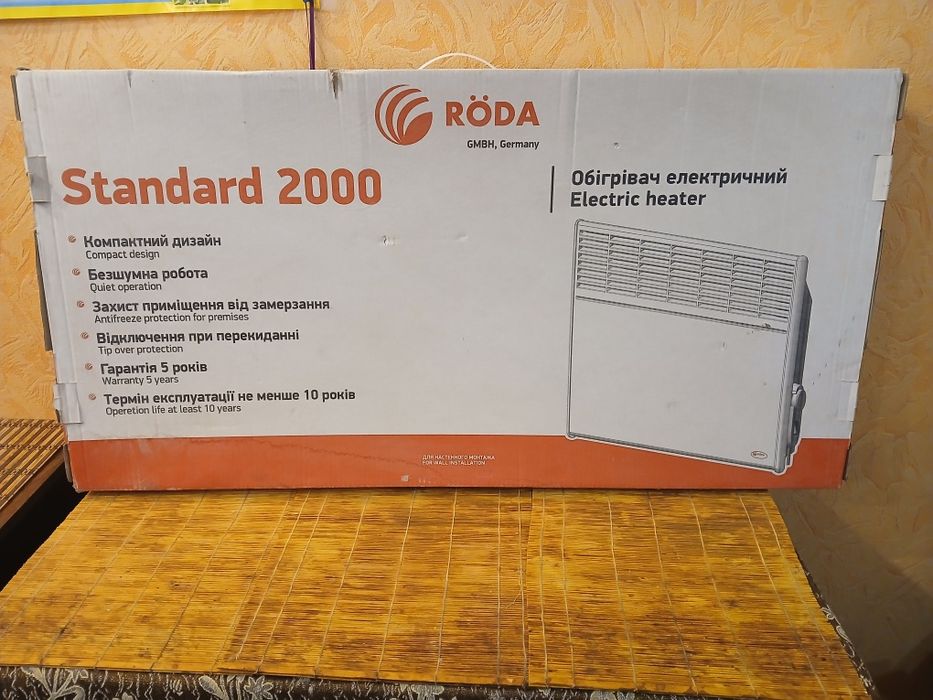 RÖDA
GMBH, Germany
Standard 2000
Обігрівач електричний
Electric heater
Компактний дизайн
Compact design
Безшумна робота
Quiet operation
Захист приміщення від замерзання
Antifreeze protection for premises
Відключення при перекиданні
Tip over protection
Гарантія 5 років
Warranty 5 years
Термін експлуатації не менше 10 років
Operetion life at least 10 years
ДЛЯ НАСТЕННОГО МОНТАЖА
FOR WALL INSTALLATION